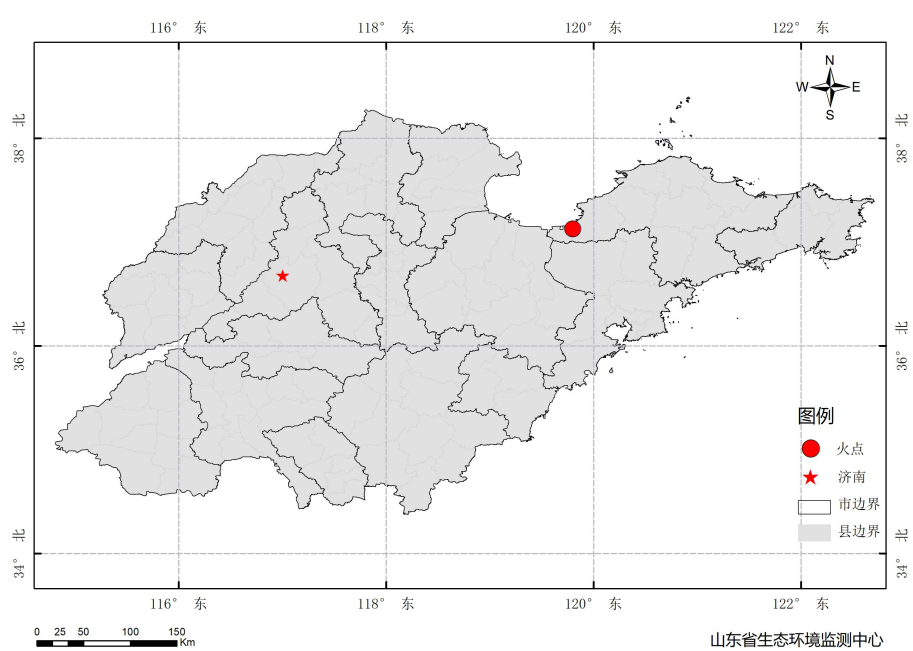 116° 东 118° 东 120° 东 122° 东
N
W E
S
38° 北 38° 北
36° 北 36° 北
图例
火点
济南
市边界
县边界
34° 北 34° 北
116° 东 118° 东 120° 东 122° 东
0 25 50 100 150
Km
山东省生态环境监测中心